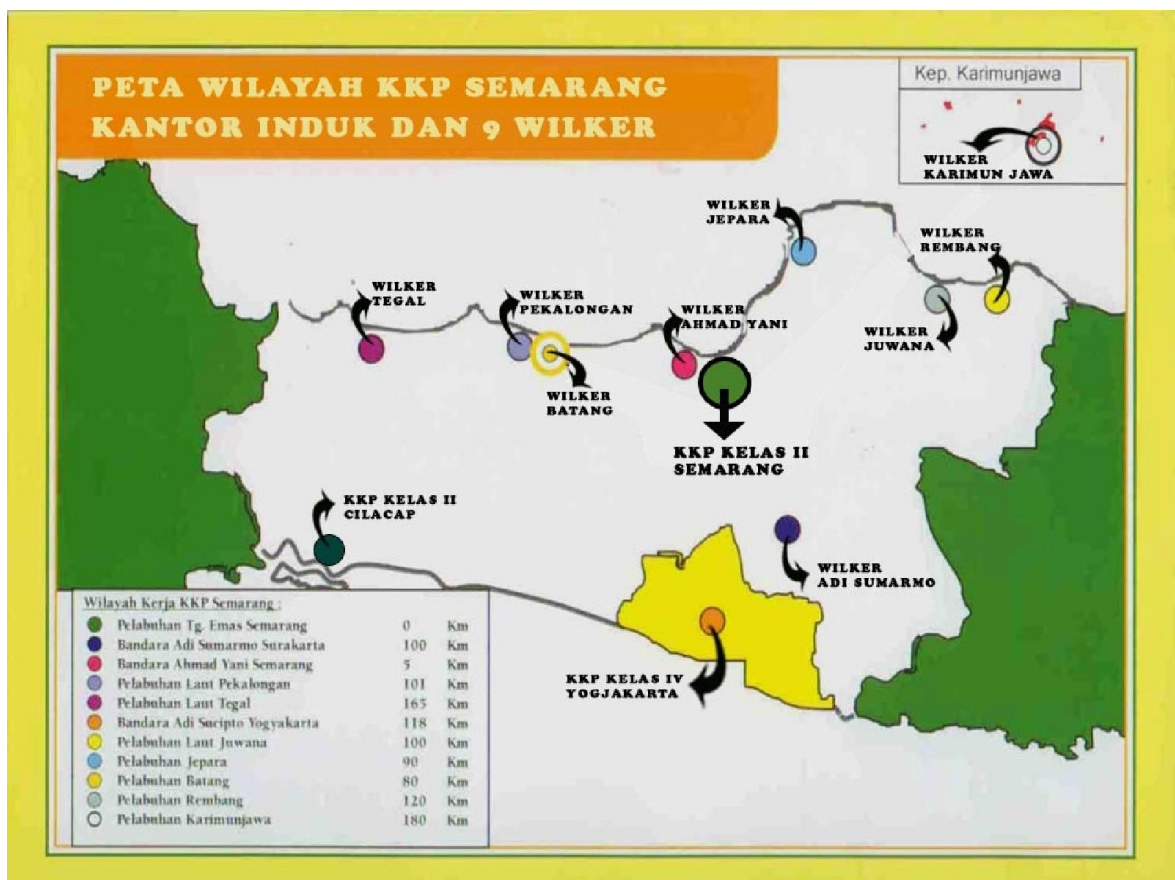 PETA WILAYAH KKP SEMARANG
KANTOR INDUK DAN 9 WILKER
Kep. Karimunjawa
WILKER
KARIMUN JAWA
WILKER
JEPARA
WILKER
REMBANG
WILKER
TEGAL
WILKER
PEKALONGAN
WILKER
AHMAD YANI
WILKER
JUWANA
WILKER
BATANG
KKP KELAS II
SEMARANG
KKP KELAS II
CILACAP
WILKER
ADI SUMARMO
KKP KELAS IV
YOGJAKARTA
Wilayah Kerja KKP Semarang :
Pelabuhan Tg. Emas Semarang 0 Km
Bandara Adi Sumarmo Surakarta 100 Km
Bandara Ahmad Yani Semarang 5 Km
Pelabuhan Laut Pekalongan 101 Km
Pelabuhan Laut Tegal 165 Km
Bandara Adi Sucipto Yogyakarta 118 Km
Pelabuhan Laut Juwana 100 Km
Pelabuhan Jepara 90 Km
Pelabuhan Batang 80 Km
Pelabuhan Rembang 120 Km
Pelabuhan Karimunjawa 180 Km